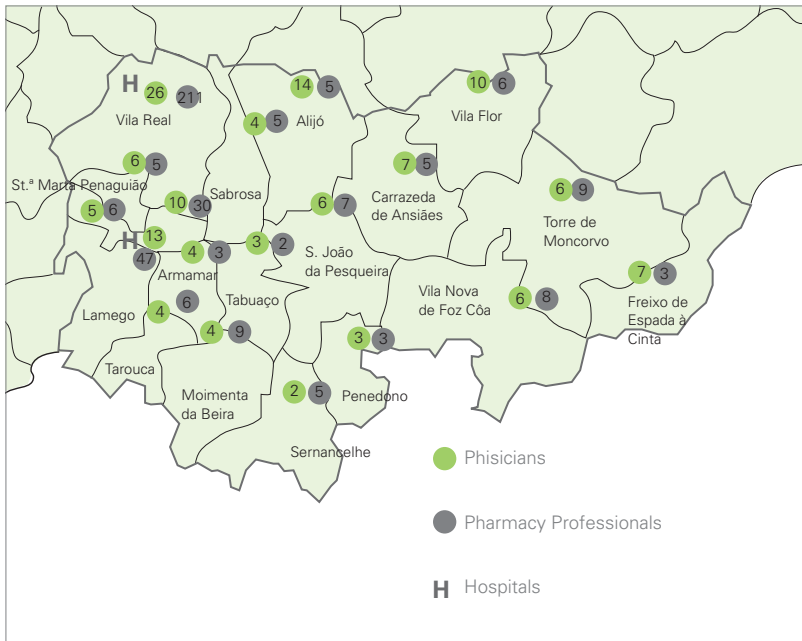 H 26 211
Vila Real
14 5
4 5
Alijó
10 6
Vila Flor
6 5
St.ª Marta Penaguião
Sabrosa
7 5
Carrazeda
de Ansiães
5 6
10 30
6 7
6 9
Torre de
Moncorvo
H 13
47
4 3
Armamar
3 2
S. João
da Pesqueira
7 3
Freixo de
Espada à
Cinta
Lamego
4 6
Tabuaço
Vila Nova
de Foz Côa
6 8
4 9
3 3
Tarouca
Moimenta
da Beira
2 5
Penedono
Sernancelhe
Phisicians
Pharmacy Professionals
H Hospitals